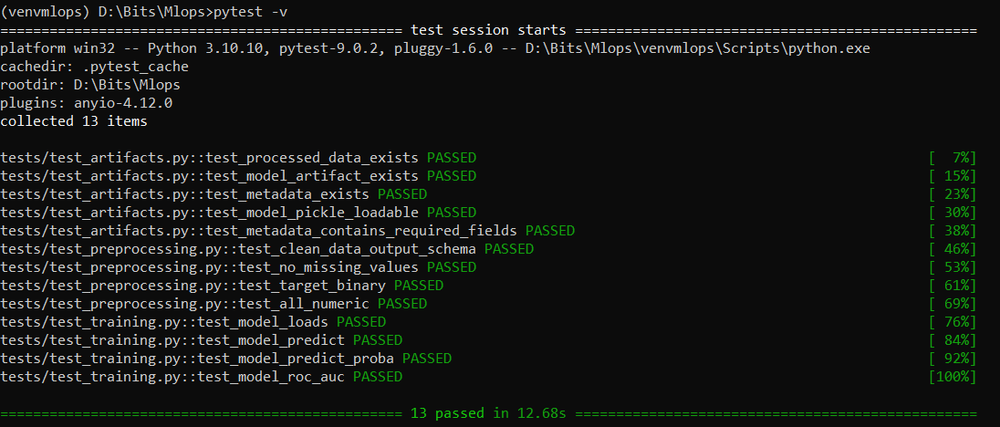 (venvmlops) D:\Bits\Mlops>pytest -v
================================================= test session starts =================================================
platform win32 -- Python 3.10.10, pytest-9.0.2, pluggy-1.6.0 -- D:\Bits\Mlops\venvmlops\Scripts\python.exe
cachedir: .pytest_cache
rootdir: D:\Bits\Mlops
plugins: anyio-4.12.0
collected 13 items
tests/test_artifacts.py::test_processed_data_exists PASSED [  7%]
tests/test_artifacts.py::test_model_artifact_exists PASSED [ 15%]
tests/test_artifacts.py::test_metadata_exists PASSED [ 23%]
tests/test_artifacts.py::test_model_pickle_loadable PASSED [ 30%]
tests/test_artifacts.py::test_metadata_contains_required_fields PASSED [ 38%]
tests/test_preprocessing.py::test_clean_data_output_schema PASSED [ 46%]
tests/test_preprocessing.py::test_no_missing_values PASSED [ 53%]
tests/test_preprocessing.py::test_target_binary PASSED [ 61%]
tests/test_preprocessing.py::test_all_numeric PASSED [ 69%]
tests/test_training.py::test_model_loads PASSED [ 76%]
tests/test_training.py::test_model_predict PASSED [ 84%]
tests/test_training.py::test_model_predict_proba PASSED [ 92%]
tests/test_training.py::test_model_roc_auc PASSED [100%]
================================================= 13 passed in 12.68s =================================================